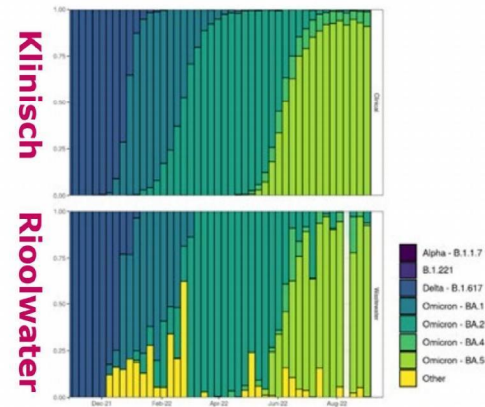 Klinisch
1.00
0.75
0.50
0.25
0.00
Clinical
Rioolwater
1.00
0.75
0.50
0.25
0.00
Wastewater
Dec-21
Feb-22
Apr-22
Jun-22
Aug-22
Alpha - B.1.1.7
B.1.221
Delta - B.1.617
Omicron - BA.1
Omicron - BA.2
Omicron - BA.4
Omicron - BA.5
Other